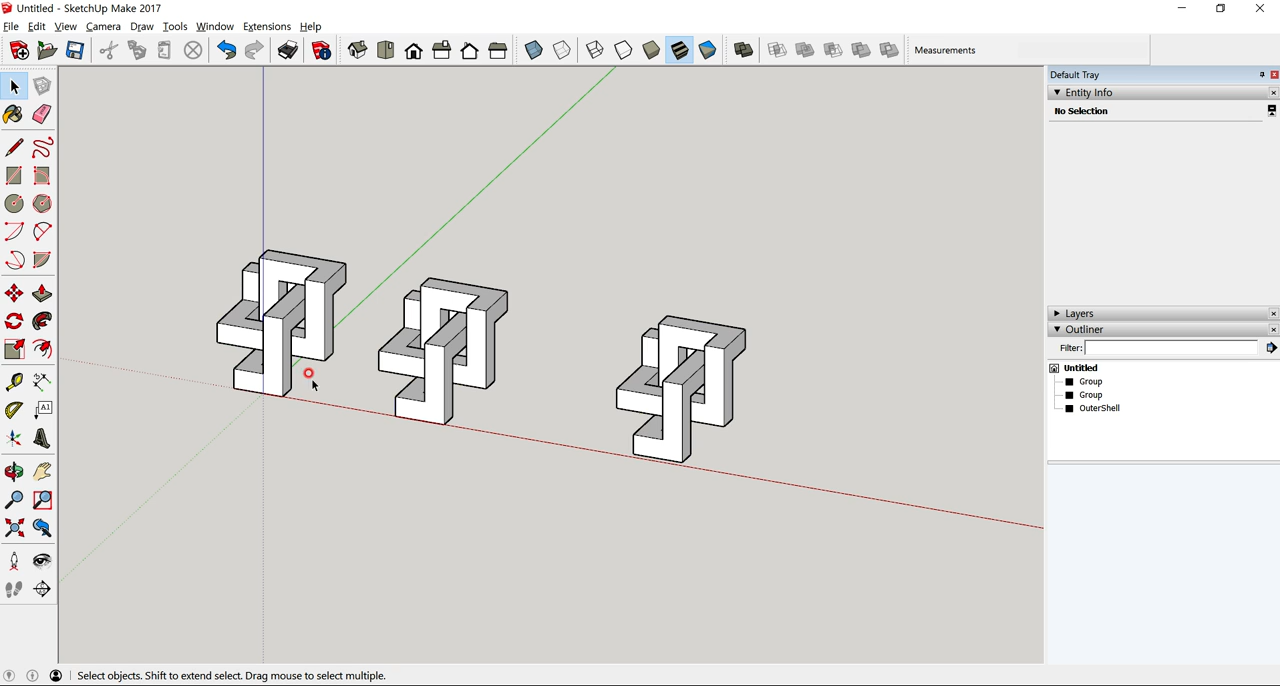 Untitled - SketchUp Make 2017
File Edit View Camera Draw Tools Window Extensions Help
Measurements
Default Tray
Entity Info
No Selection
Layers
Outliner
Filter:
Untitled
Group
Group
OuterShell
A1
Select objects. Shift to extend select. Drag mouse to select multiple.